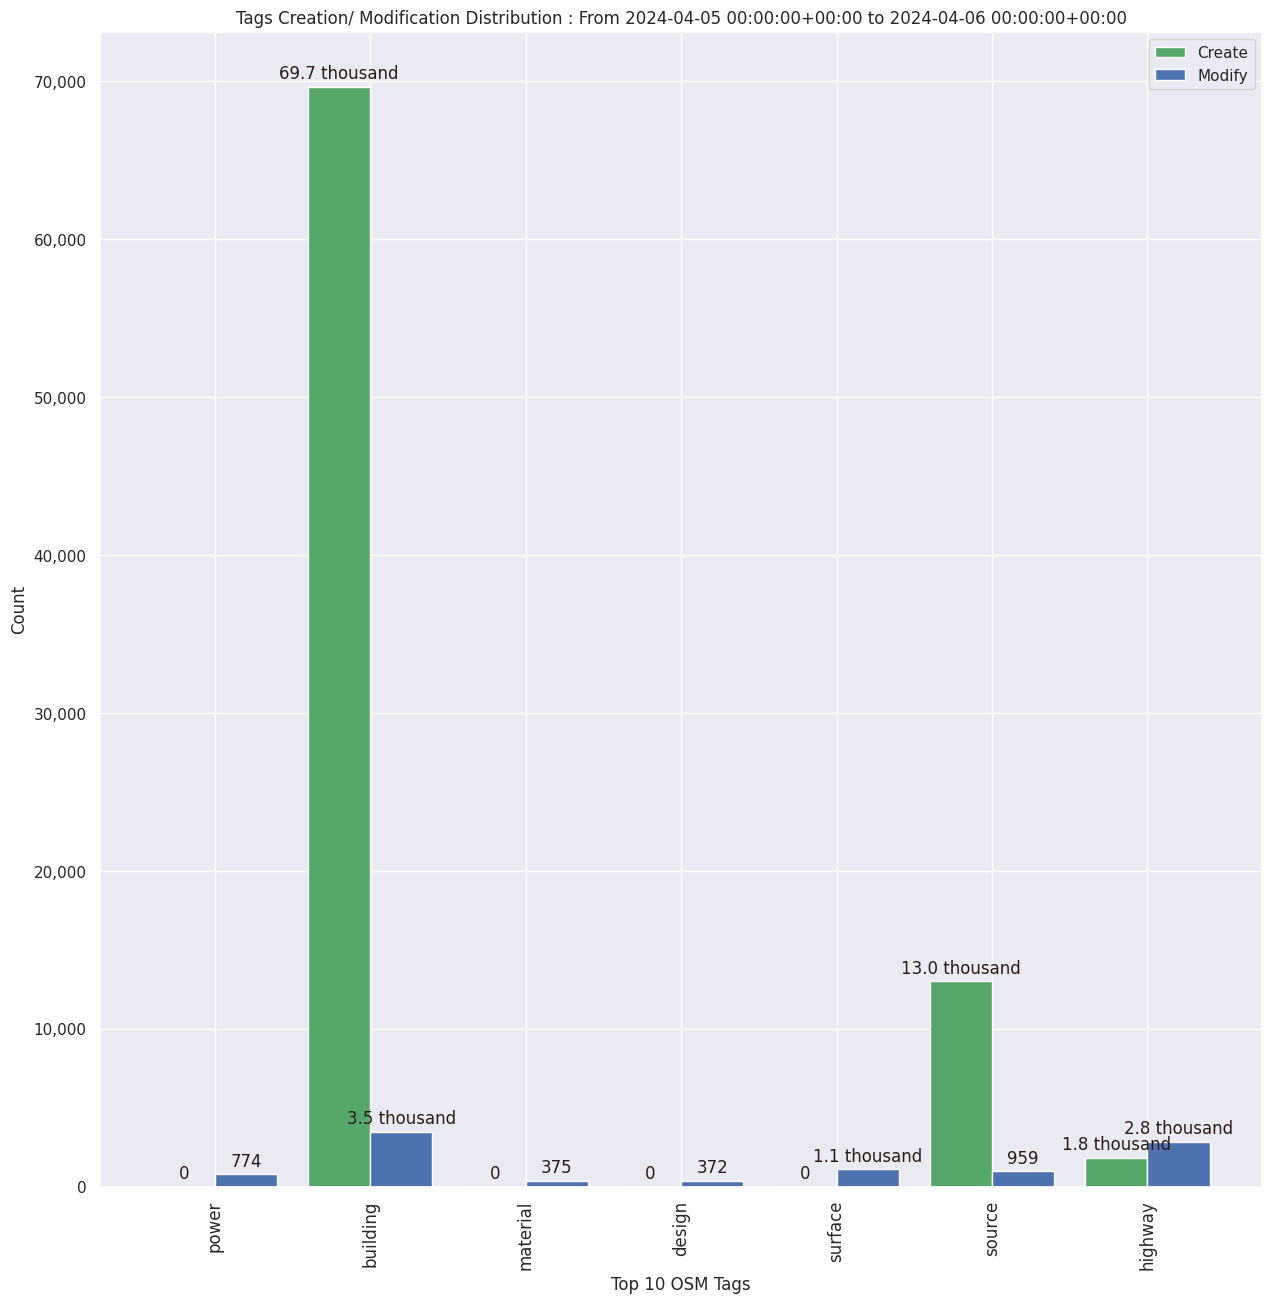 Tags Creation/ Modification Distribution : From 2024-04-05 00:00:00+00:00 to 2024-04-06 00:00:00+00:00
Create
Modify
70,000
60,000
50,000
40,000
30,000
20,000
10,000
0
Count
69.7 thousand
13.0 thousand
3.5 thousand
2.8 thousand
1.8 thousand
0
774
0
375
0
372
0
1.1 thousand
959
power
building
material
design
surface
source
highway
Top 10 OSM Tags